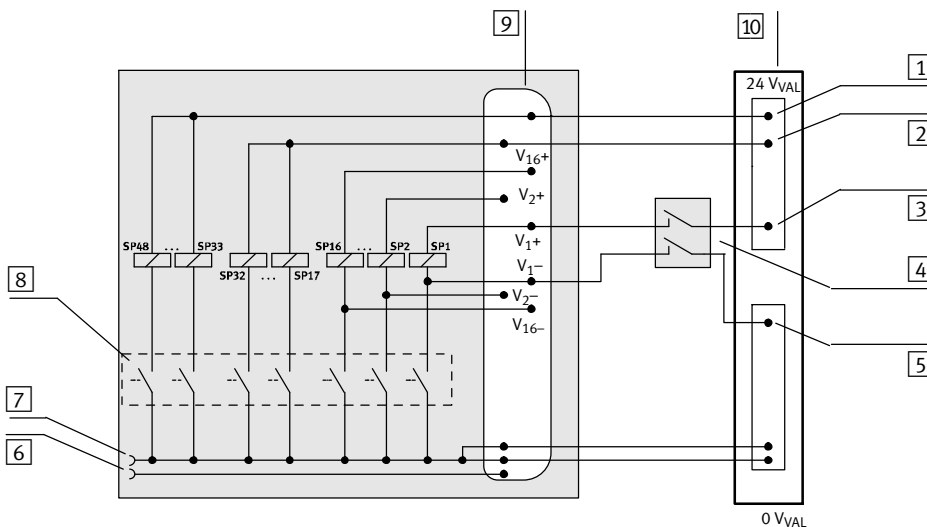 9
10
1
24 VVAL
2
V16+
V2+
3
SP48 ... SP33
SP16 ... SP2 SP1
V1+
4
SP32 ... SP17
V1–
8
V2–
V16–
5
7
6
0 VVAL